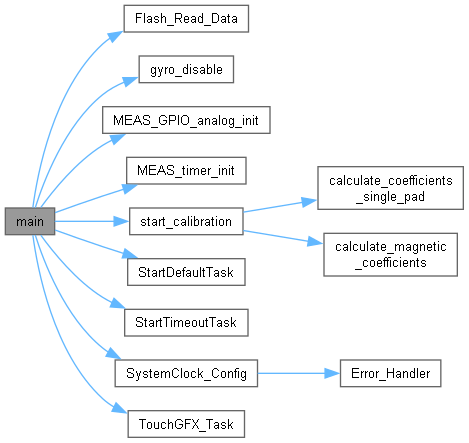 main
Flash_Read_Data
gyro_disable
MEAS_GPIO_analog_init
MEAS_timer_init
start_calibration
StartDefaultTask
StartTimeoutTask
SystemClock_Config
TouchGFX_Task
calculate_coefficients
_single_pad
calculate_magnetic
_coefficients
Error_Handler